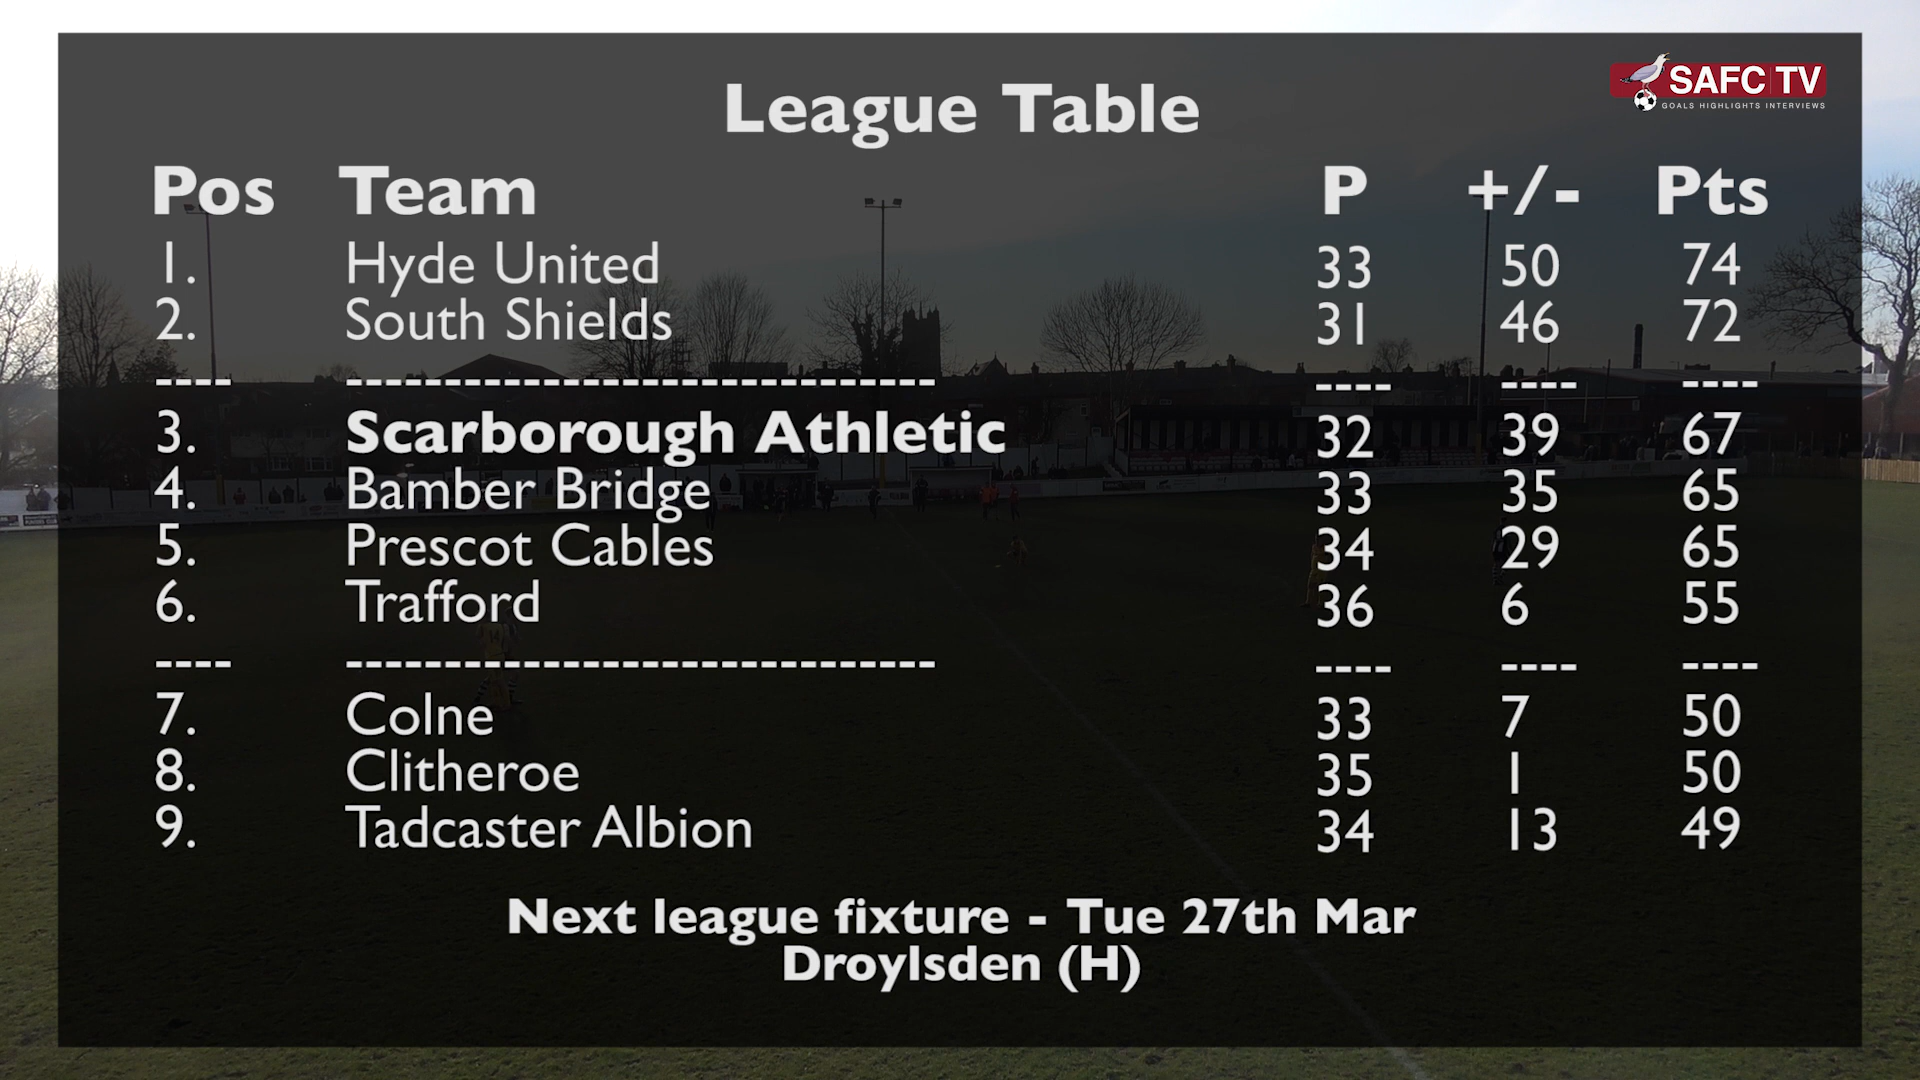 SAFC TV
GOALS HIGHLIGHTS INTERVIEWS
League Table
Pos Team P +/- Pts
1. Hyde United 33 50 74
2. South Shields 31 46 72
---- ------------------------------ ---- ---- ----
3. Scarborough Athletic 32 39 67
4. Bamber Bridge 33 35 65
5. Prescot Cables 34 29 65
6. Trafford 36 6 55
---- ------------------------------ ---- ---- ----
7. Colne 33 7 50
8. Clitheroe 35 1 50
9. Tadcaster Albion 34 13 49
Next league fixture - Tue 27th Mar
Droylsden (H)